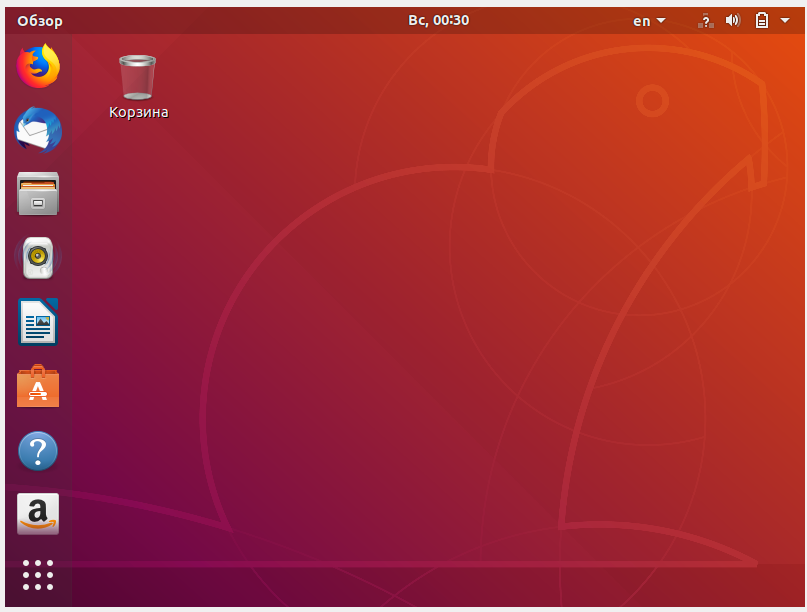 Обзор
Вс, 00:30
en
?
Корзина
A
?
a